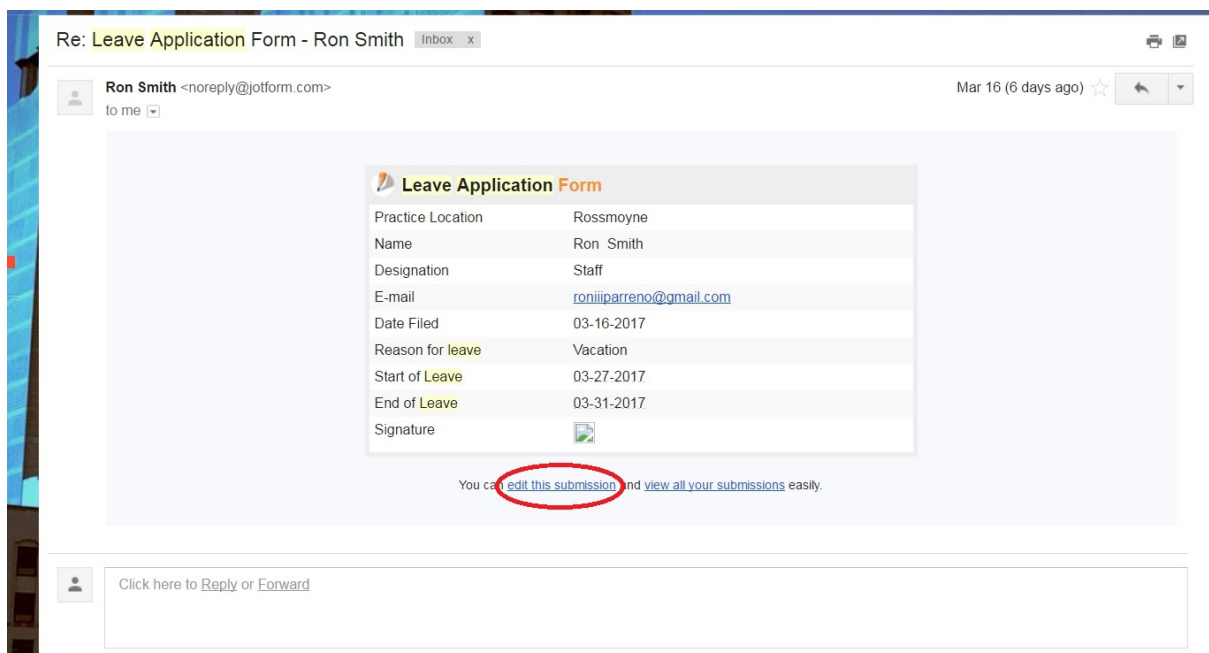 Re: Leave Application Form - Ron Smith Inbox x
Ron Smith <noreply@jotform.com> Mar 16 (6 days ago)
to me
Leave Application Form
Practice Location Rossmoyne
Name Ron Smith
Designation Staff
E-mail roniiiparreno@gmail.com
Date Filed 03-16-2017
Reason for leave Vacation
Start of Leave 03-27-2017
End of Leave 03-31-2017
Signature
You can edit this submission and view all your submissions easily.
Click here to Reply or Forward